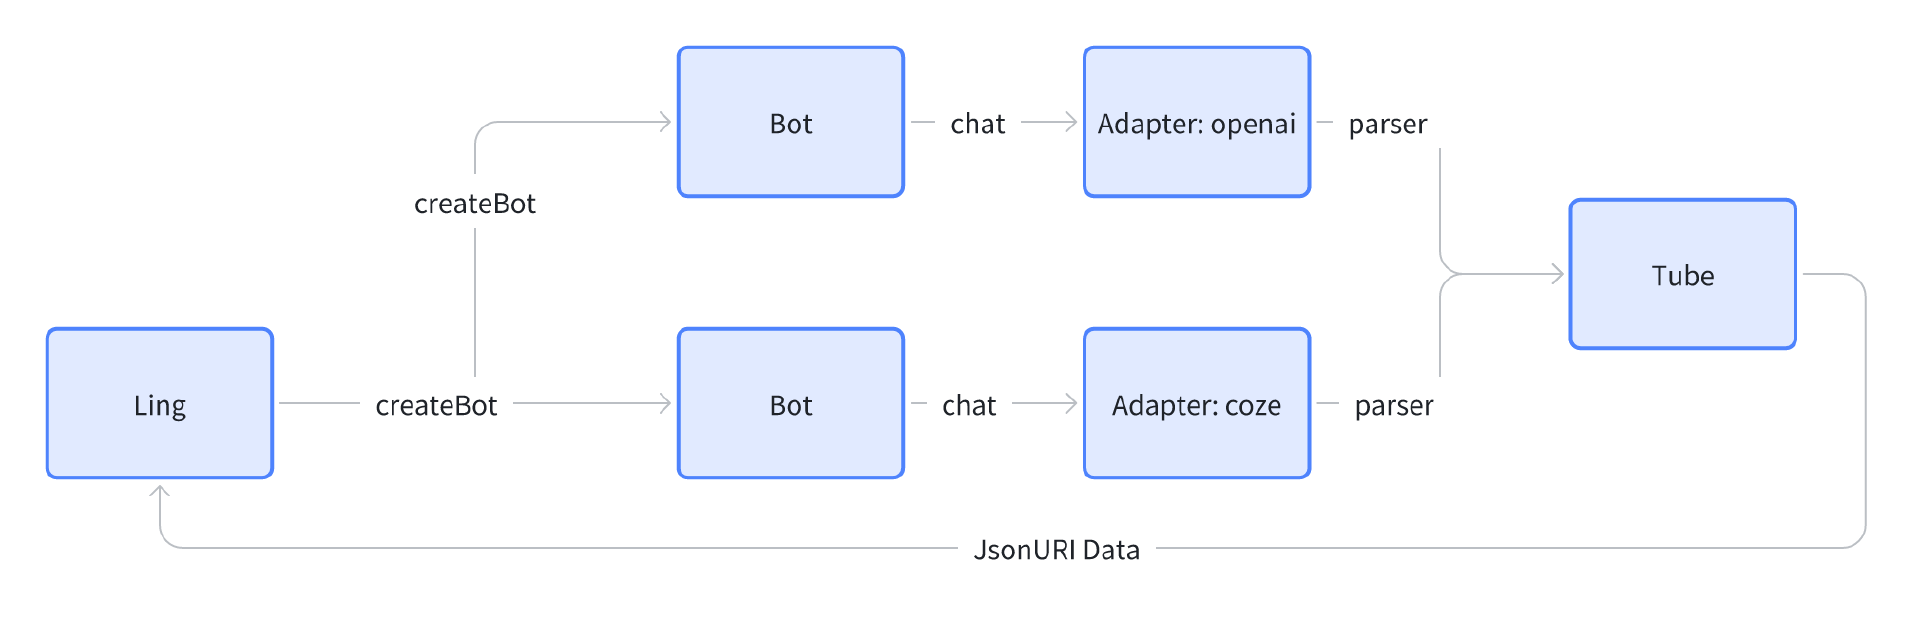 Bot
chat
Adapter: openai
parser
createBot
Tube
Ling
createBot
Bot
chat
Adapter: coze
parser
JsonURI Data